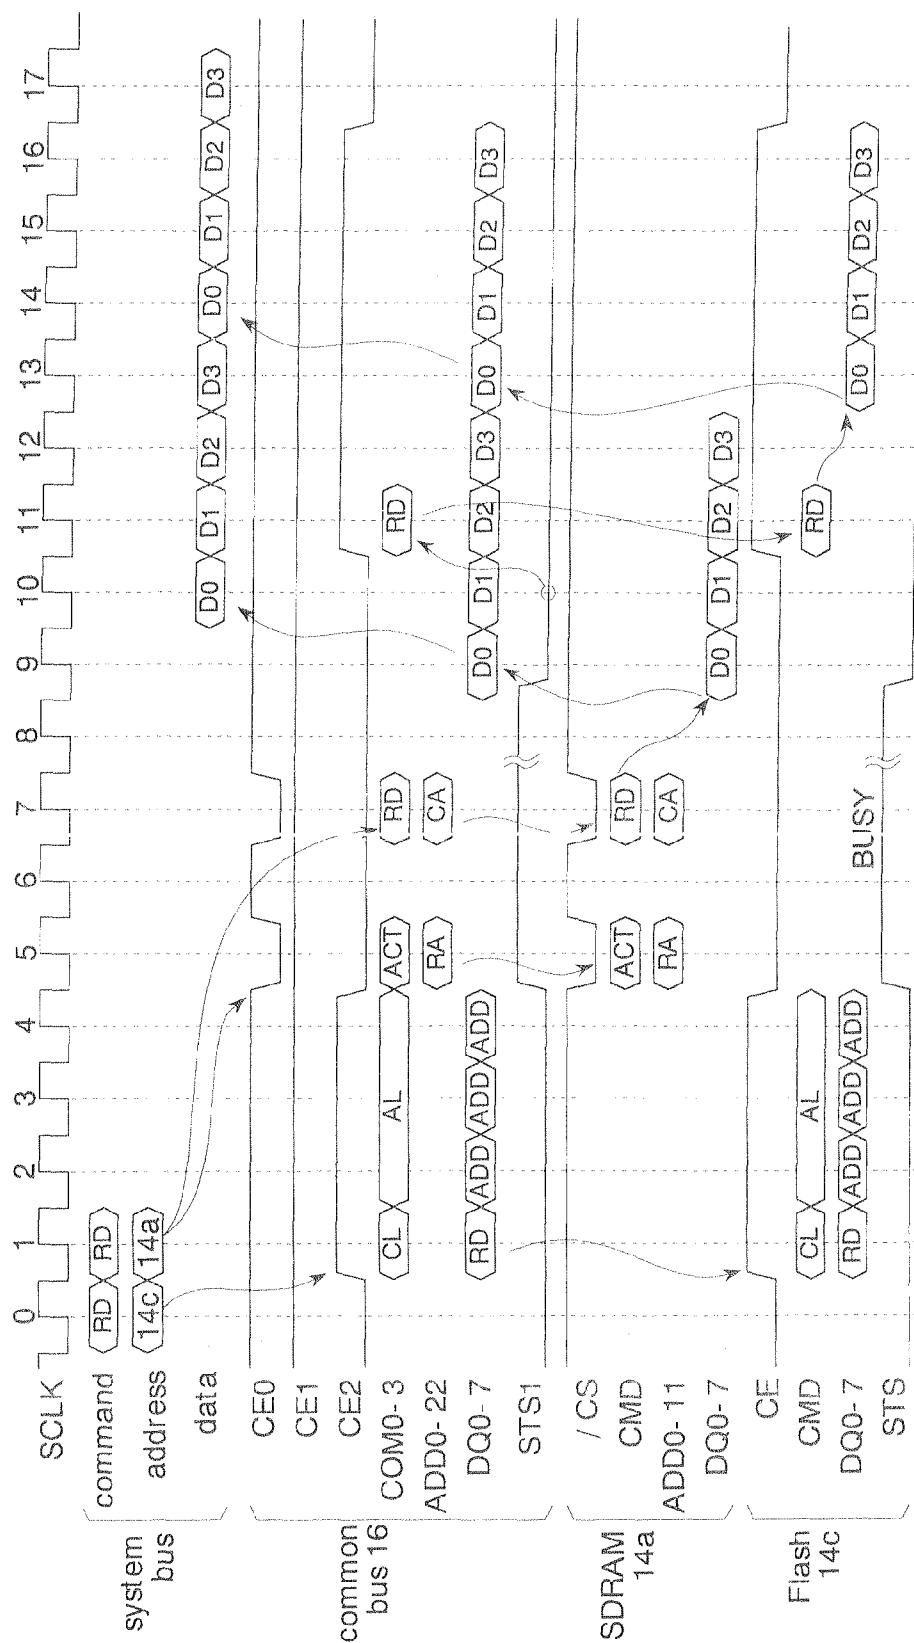 SCLK 0 1 2 3 4 5 6 7 8 9 10 11 12 13 14 15 16 17
system bus
command RD RD
address 14c 14a
data D0 D1 D2 D3 D0 D1 D2 D3
common bus 16
CE0
CE1
CE2
COM0-3 CL AL ACT RD RD
ADD0-22 RA CA
DQ0-7 RD ADD ADD ADD D0 D1 D2 D3 D0 D1 D2 D3
STS1
SDRAM 14a
/CS
CMD ACT RD
ADD0-11 RA CA
DQ0-7 D0 D1 D2 D3
Flash 14c
CE
CMD CL AL RD
DQ0-7 RD ADD ADD ADD D0 D1 D2 D3
STS BUSY